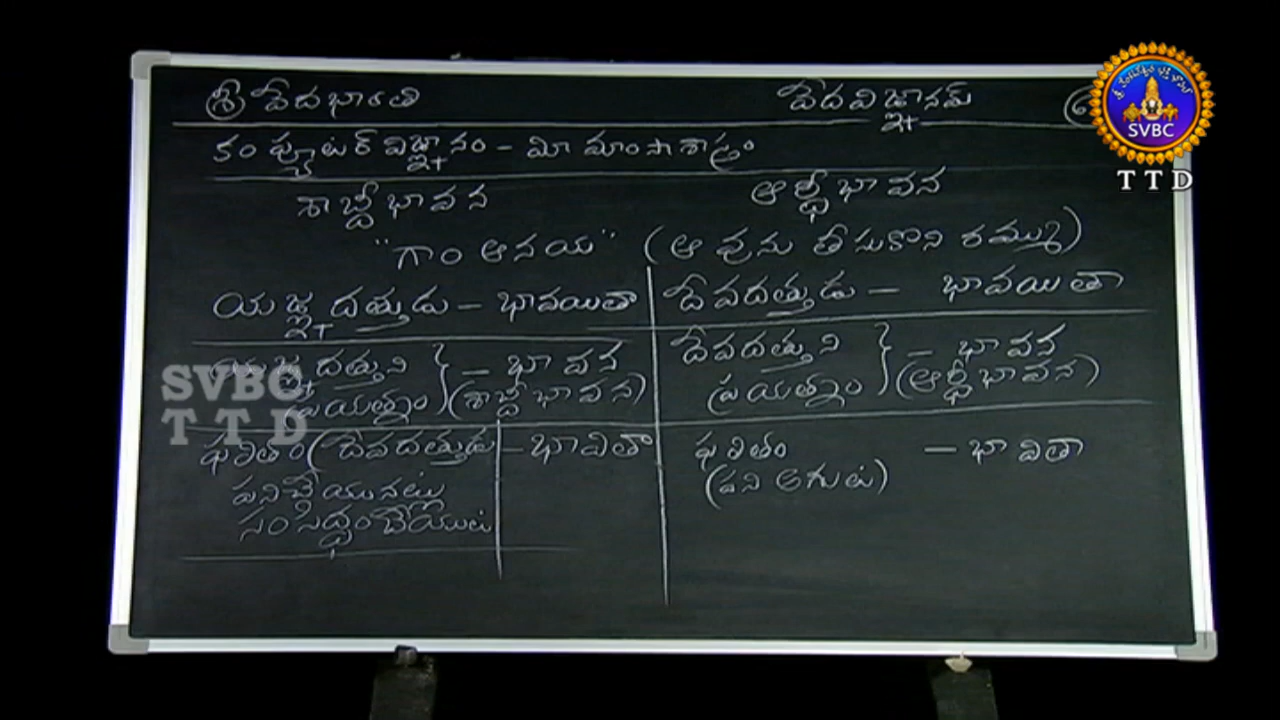 శ్రీ వేదభారతి వేదవిజ్ఞానమ్
SVBC
TTD
కంప్యూటర్ విజ్ఞానం - మీమాంసాశాస్త్రం
శాబ్దీభావన ఆర్థీభావన
"గాం ఆనయ" (ఆవును తీసుకొని రమ్ము)
యజ్ఞదత్తుడు - భావయితా దేవదత్తుడు - భావయితా
యజ్ఞదత్తుని } - భావన దేవదత్తుని } - భావన
ప్రయత్నం (శాబ్దీభావన) ప్రయత్నం (ఆర్థీభావన)
SVBC
TTD
ఫలితం (దేవదత్తుడు - భావితా ఫలితం - భావితా
పనిచేయునట్లు (పని అగుట)
సంసిద్ధంచేయుట